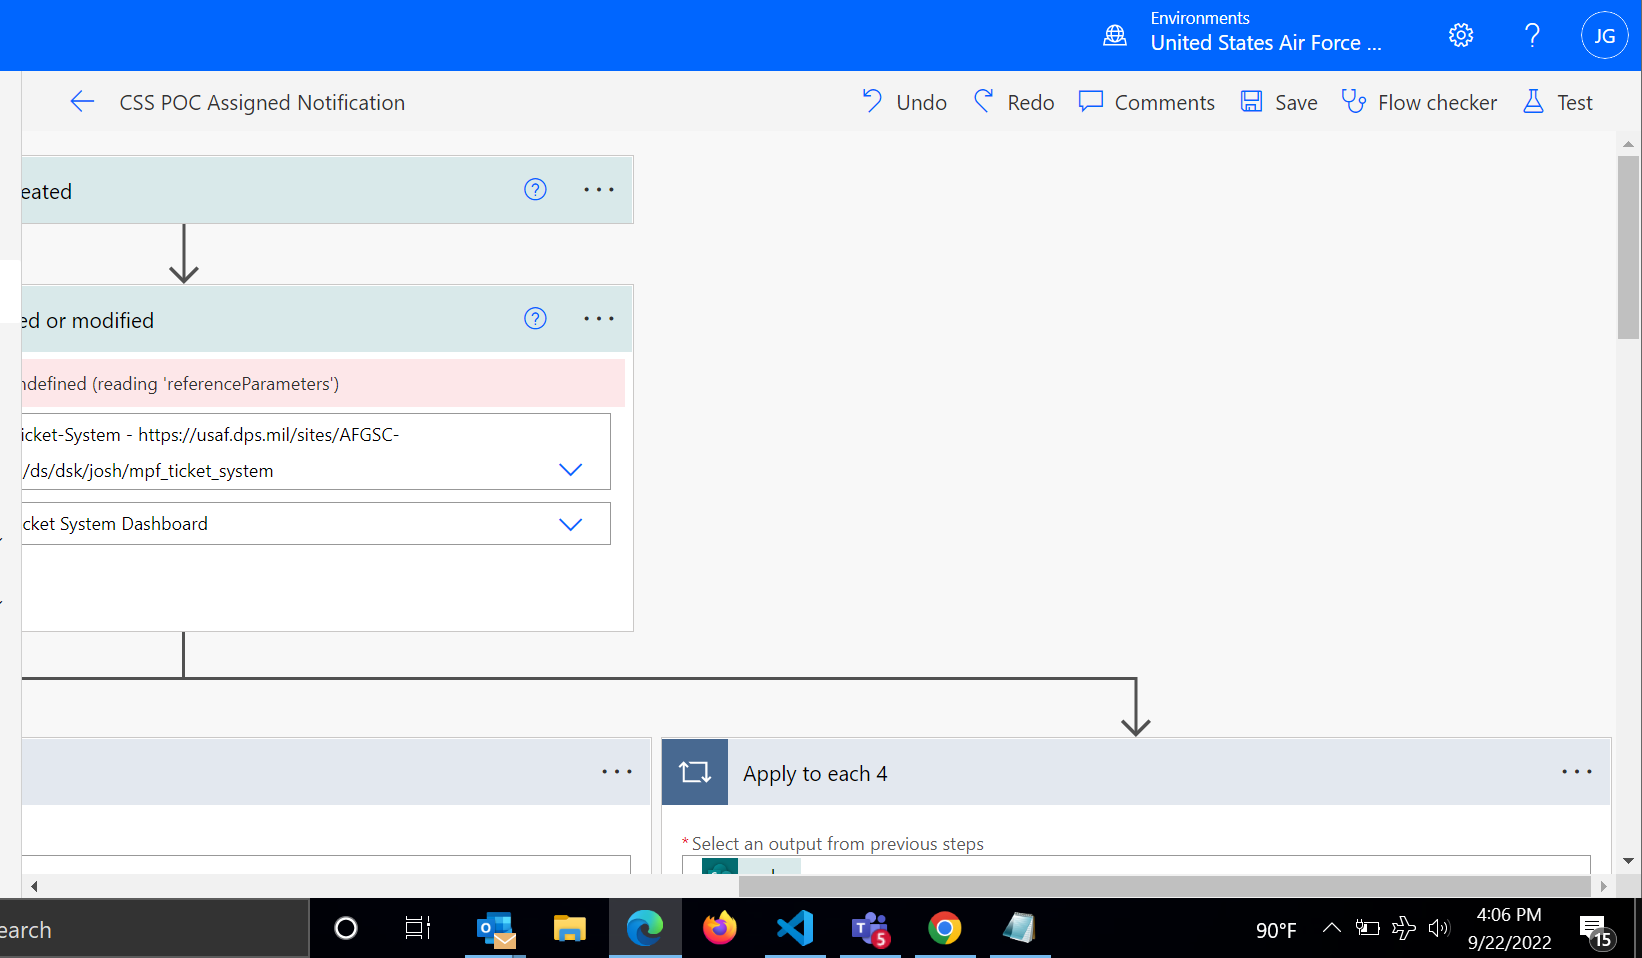 Environments
United States Air Force ...
JG
CSS POC Assigned Notification
Undo
Redo
Comments
Save
Flow checker
Test
eated
ed or modified
ndefined (reading 'referenceParameters')
icket-System - https://usaf.dps.mil/sites/AFGSC-
/ds/dsk/josh/mpf_ticket_system
cket System Dashboard
Apply to each 4
* Select an output from previous steps
earch
5
90°F
4:06 PM
9/22/2022
15